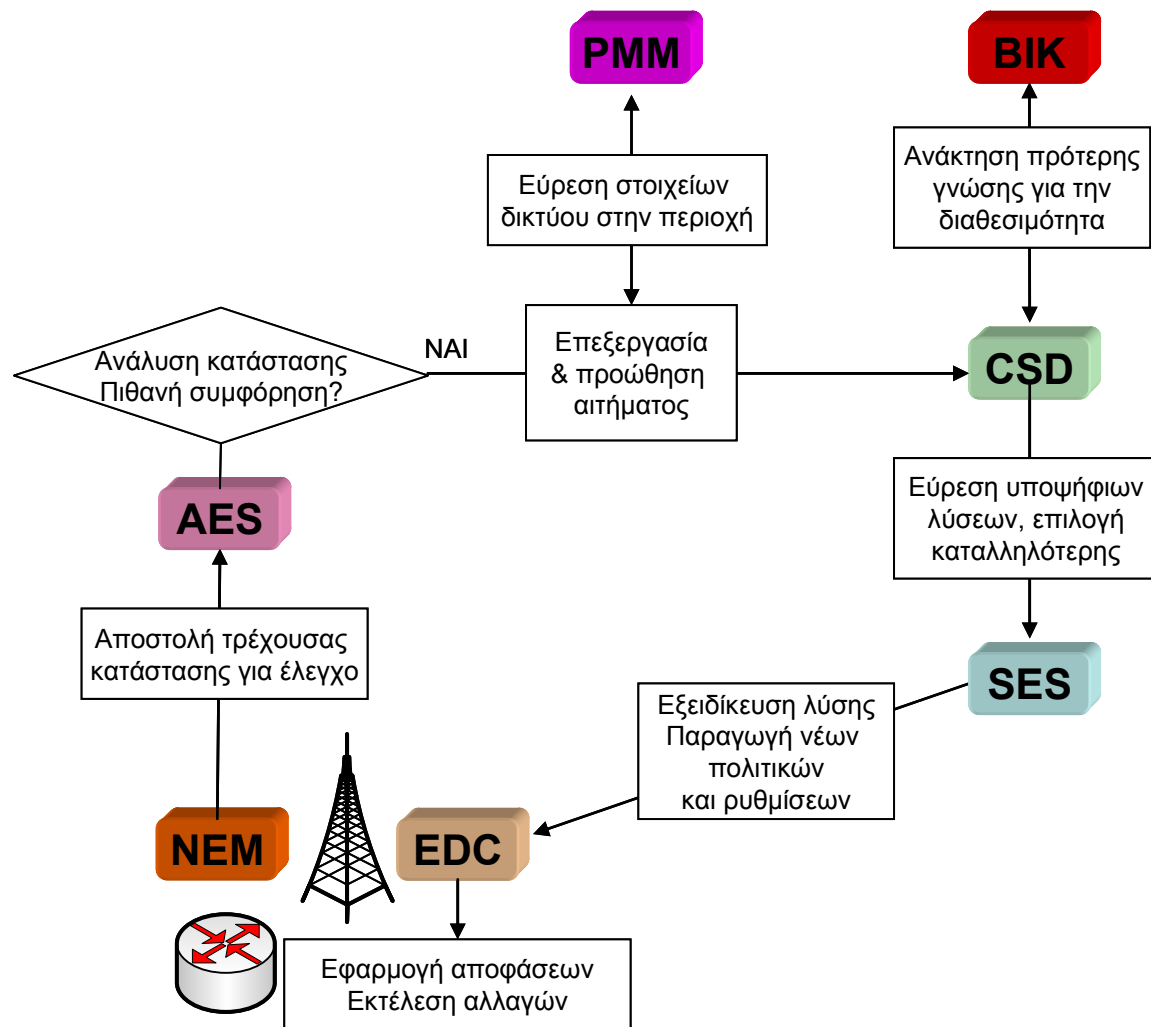 PMM
BIK
Εύρεση στοιχείων
δικτύου στην περιοχή
Ανάκτηση πρότερης
γνώσης για την
διαθεσιμότητα
Ανάλυση κατάστασης
Πιθανή συμφόρηση?
ΝΑΙ
Επεξεργασία
& προώθηση
αιτήματος
CSD
AES
Εύρεση υποψήφιων
λύσεων, επιλογή
καταλληλότερης
Αποστολή τρέχουσας
κατάστασης για έλεγχο
SES
Εξειδίκευση λύσης
Παραγωγή νέων
πολιτικών
και ρυθμίσεων
NEM
EDC
Εφαρμογή αποφάσεων
Εκτέλεση αλλαγών